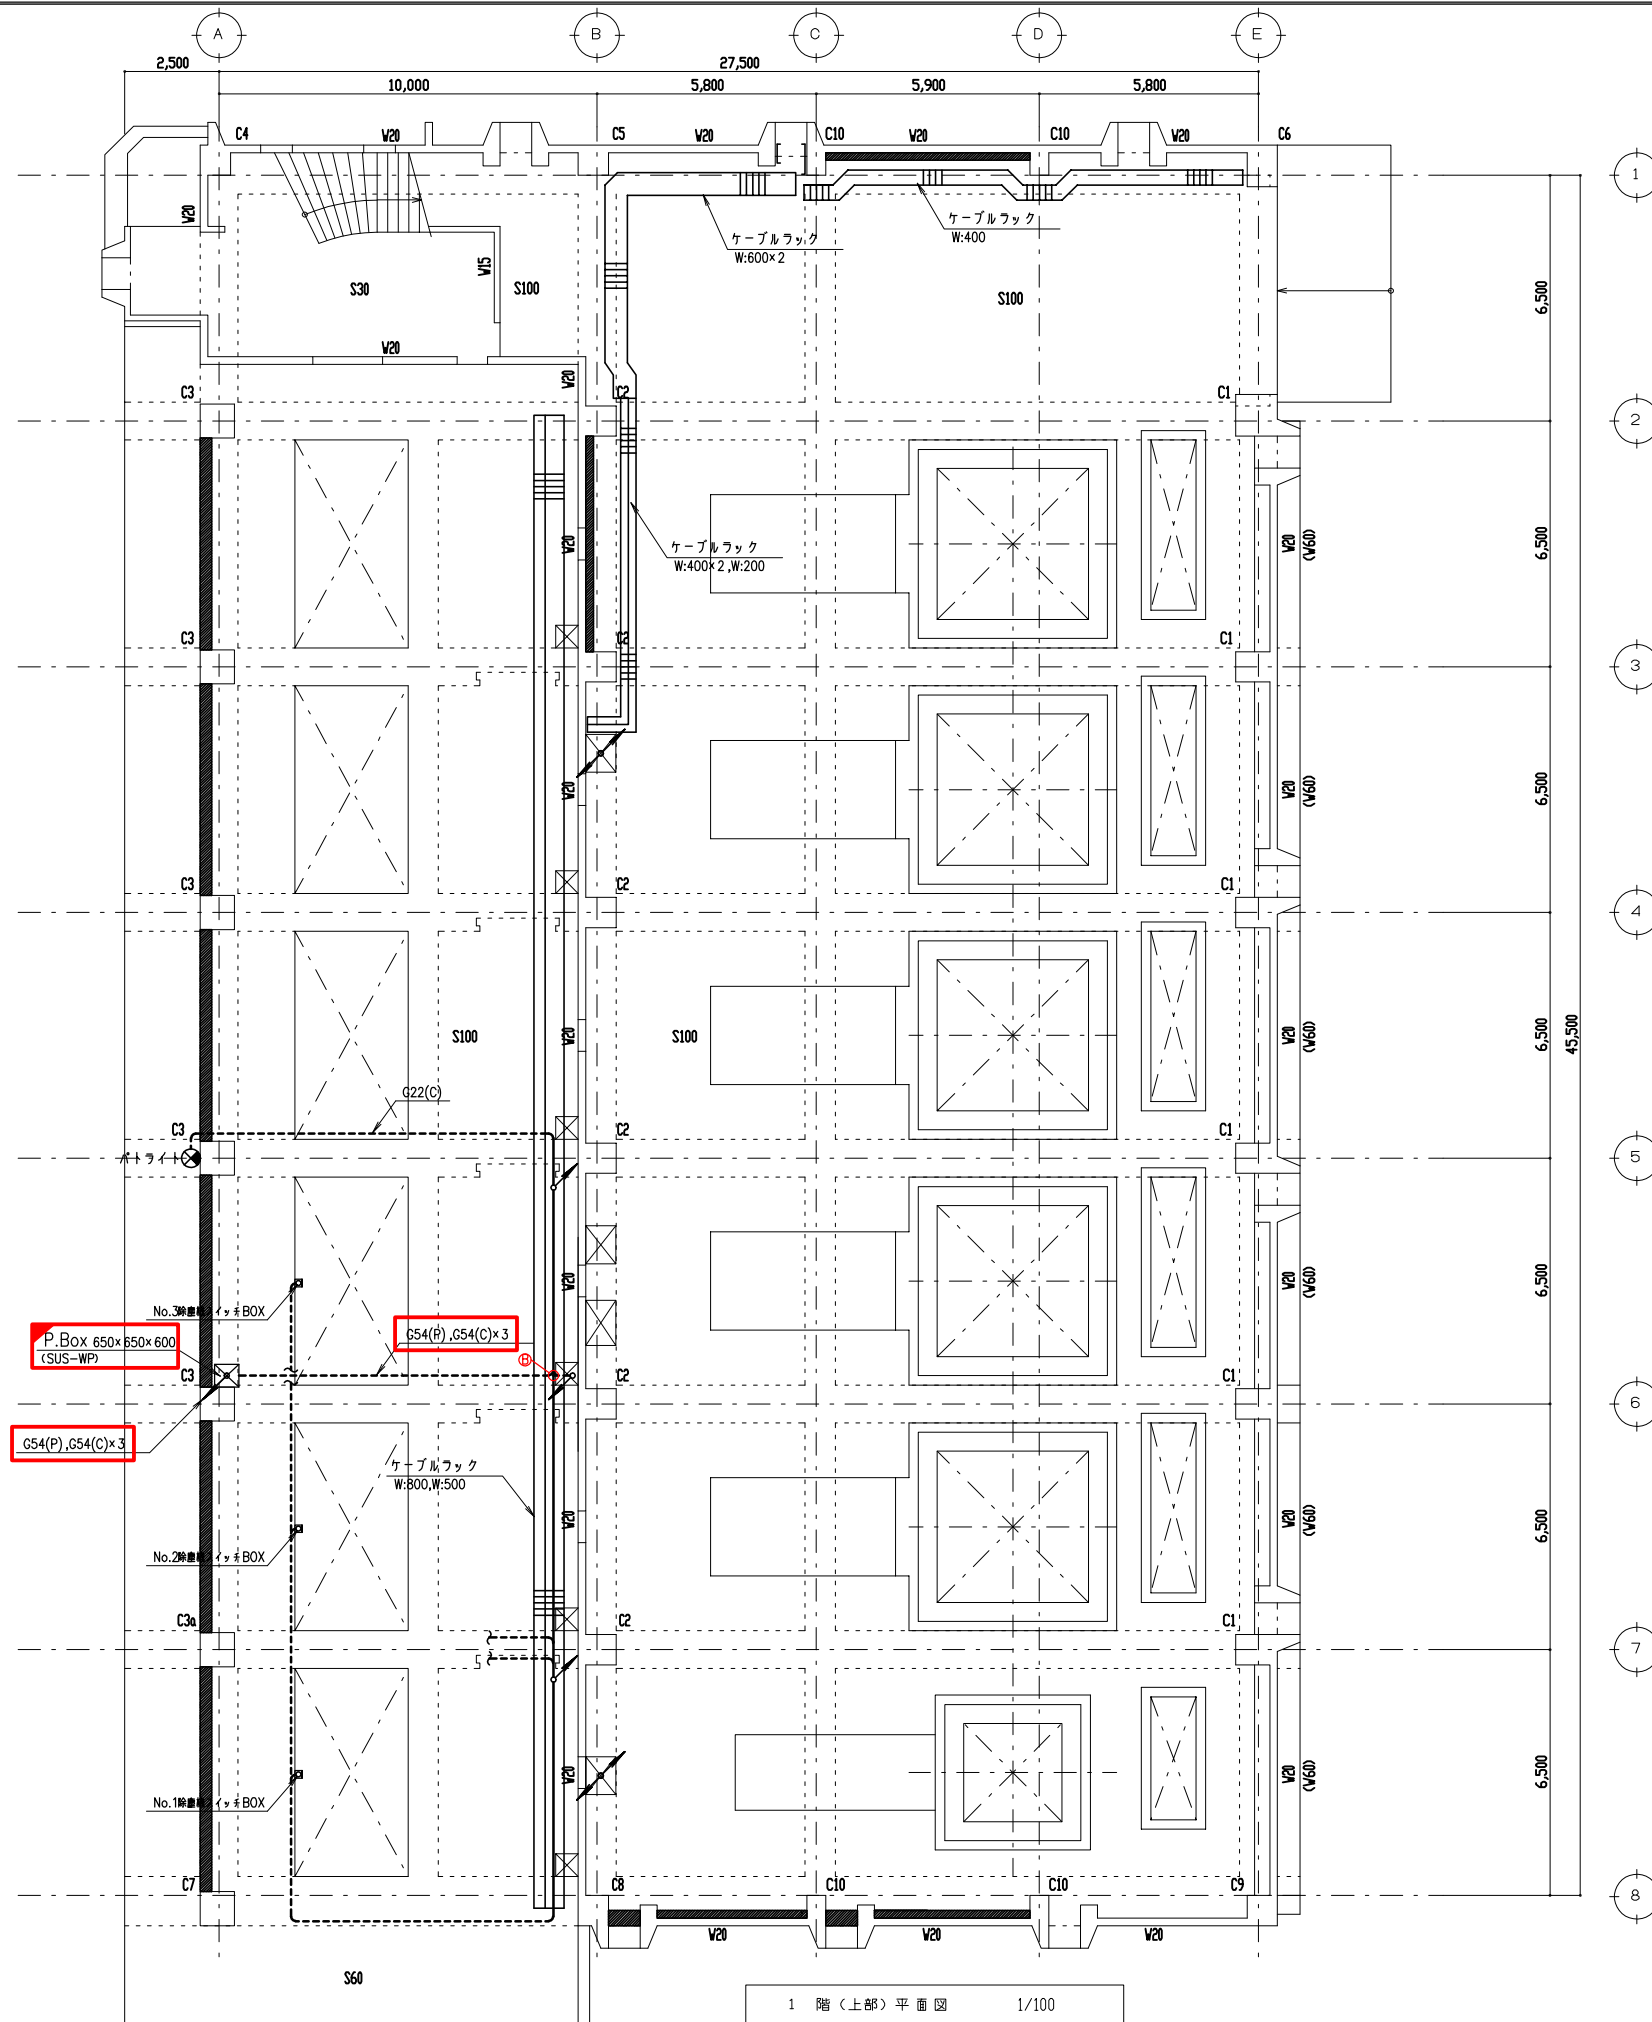 A
B
C
D
E
2,500
27,500
10,000
5,800
5,900
5,800
C4
W20
C5
W20
C10
W20
C10
W20
C6
1
W20
ケーブルラック
W:600×2
ケーブルラック
W:400
W15
S30
S100
S100
6,500
W20
W20
C3
C2
C1
2
W20
ケーブルラック
W:400×2,W:200
W20
(W60)
6,500
C3
C2
C1
3
W20
W20
(W60)
6,500
C3
C2
C1
4
S100
W20
S100
W20
(W60)
6,500
45,500
G22(C)
C3
C2
C1
パトライト
5
W20
W20
(W60)
6,500
No.3除塵機スイッチBOX
P.Box 650×650×600
(SUS-WP)
G54(P),G54(C)×3
B
C3
C2
C1
6
G54(P),G54(C)×3
ケーブルラック
W:800,W:500
W20
W20
(W60)
6,500
No.2除塵機スイッチBOX
C3a
C2
C1
7
W20
W20
(W60)
6,500
No.1除塵機スイッチBOX
C7
C8
C10
C10
C9
8
W20
W20
W20
S60
1 階（上部）平面図 1/100